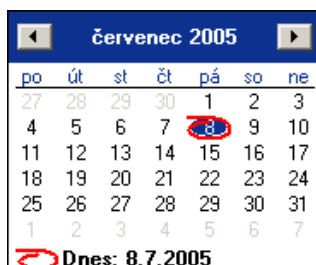 červenec 2005
po út st čt pá so ne
27 28 29 30 1 2 3
4 5 6 7 8 9 10
11 12 13 14 15 16 17
18 19 20 21 22 23 24
25 26 27 28 29 30 31
1 2 3 4 5 6 7
Dnes: 8.7.2005